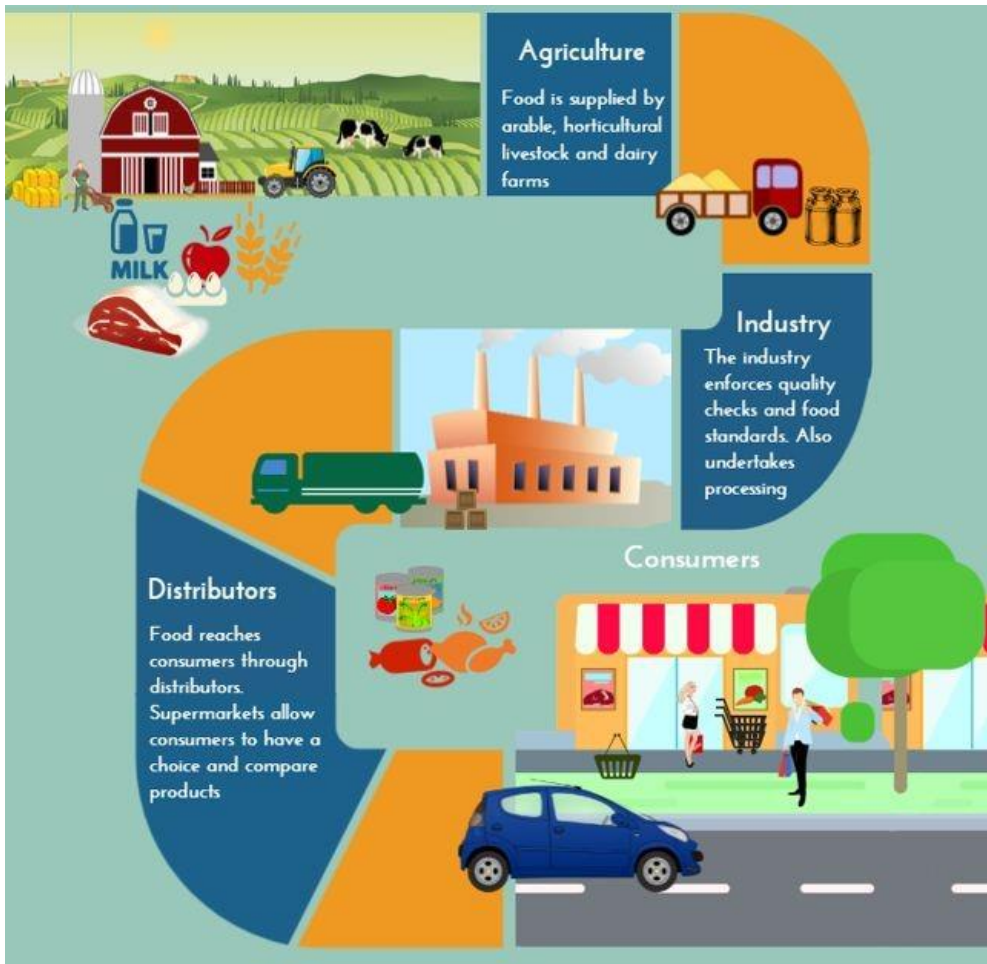 Agriculture
Food is supplied by
arable, horticultural
livestock and dairy
farms
MILK
Industry
The industry
enforces quality
checks and food
standards. Also
undertakes
processing
Consumers
Distributors
Food reaches
consumers through
distributors.
Supermarkets allow
consumers to have a
choice and compare
products